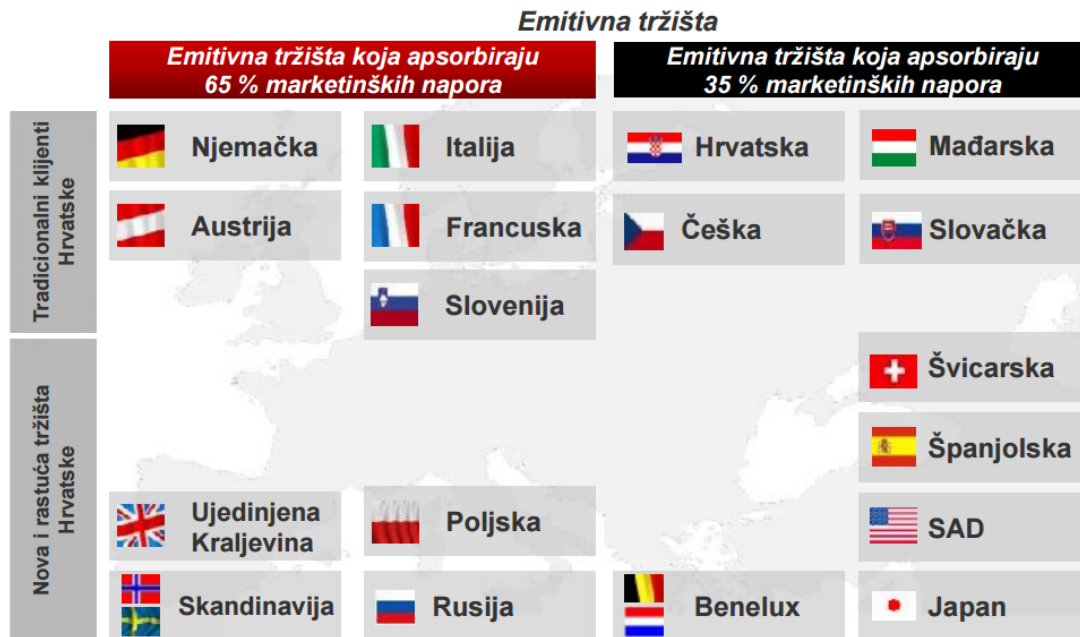 Emitivna tržišta
Emitivna tržišta koja apsorbiraju
65 % marketinških napora
Emitivna tržišta koja apsorbiraju
35 % marketinških napora
Tradicionalni klijenti
Hrvatske
Njemačka
Italija
Hrvatska
Mađarska
Austrija
Francuska
Češka
Slovačka
Slovenija
Nova i rastuća tržišta
Hrvatske
Švicarska
Španjolska
Ujedinjena
Kraljevina
Poljska
SAD
Skandinavija
Rusija
Benelux
Japan